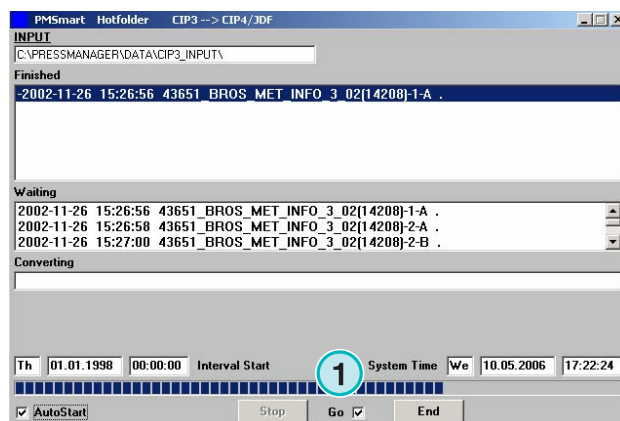 PMSmart Hotfolder CIP3 --> CIP4/JDF
INPUT
C:\PRESSMANAGER\DATA\CIP3_INPUT\
Finished
-2002-11-26 15:26:56 43651_BROS_MET_INFO_3_02(14208)-1-A .
Waiting
2002-11-26 15:26:56 43651_BROS_MET_INFO_3_02(14208)-1-A .
2002-11-26 15:26:58 43651_BROS_MET_INFO_3_02(14208)-2-A .
2002-11-26 15:27:00 43651_BROS_MET_INFO_3_02(14208)-2-B .
Converting
Th 01.01.1998 00:00:00 Interval Start System Time We 10.05.2006 17:22:24
1
AutoStart Stop Go End